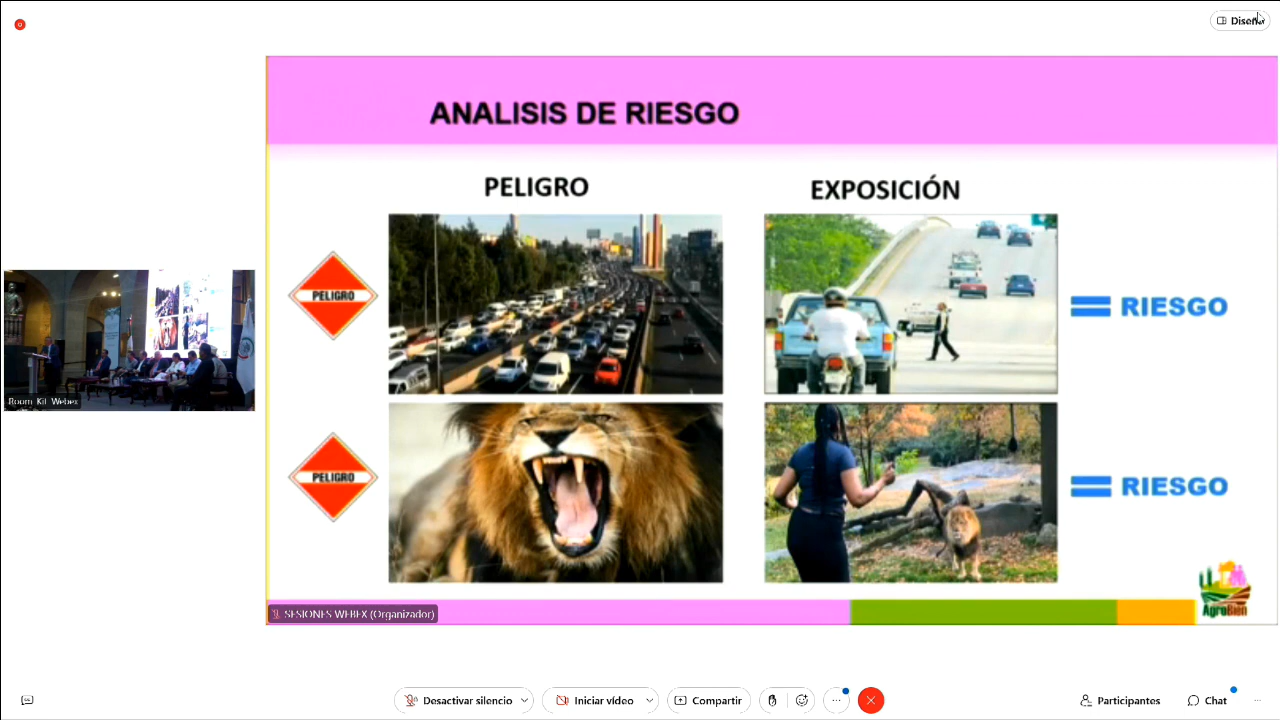 Diseño
ANALISIS DE RIESGO
PELIGRO
EXPOSICIÓN
PELIGRO
RIESGO
PELIGRO
RIESGO
Room Kit Webex
AgroBien
SESIONES WEBEX (Organizador)
Desactivar silencio
Iniciar vídeo
Compartir
Participantes
Chat